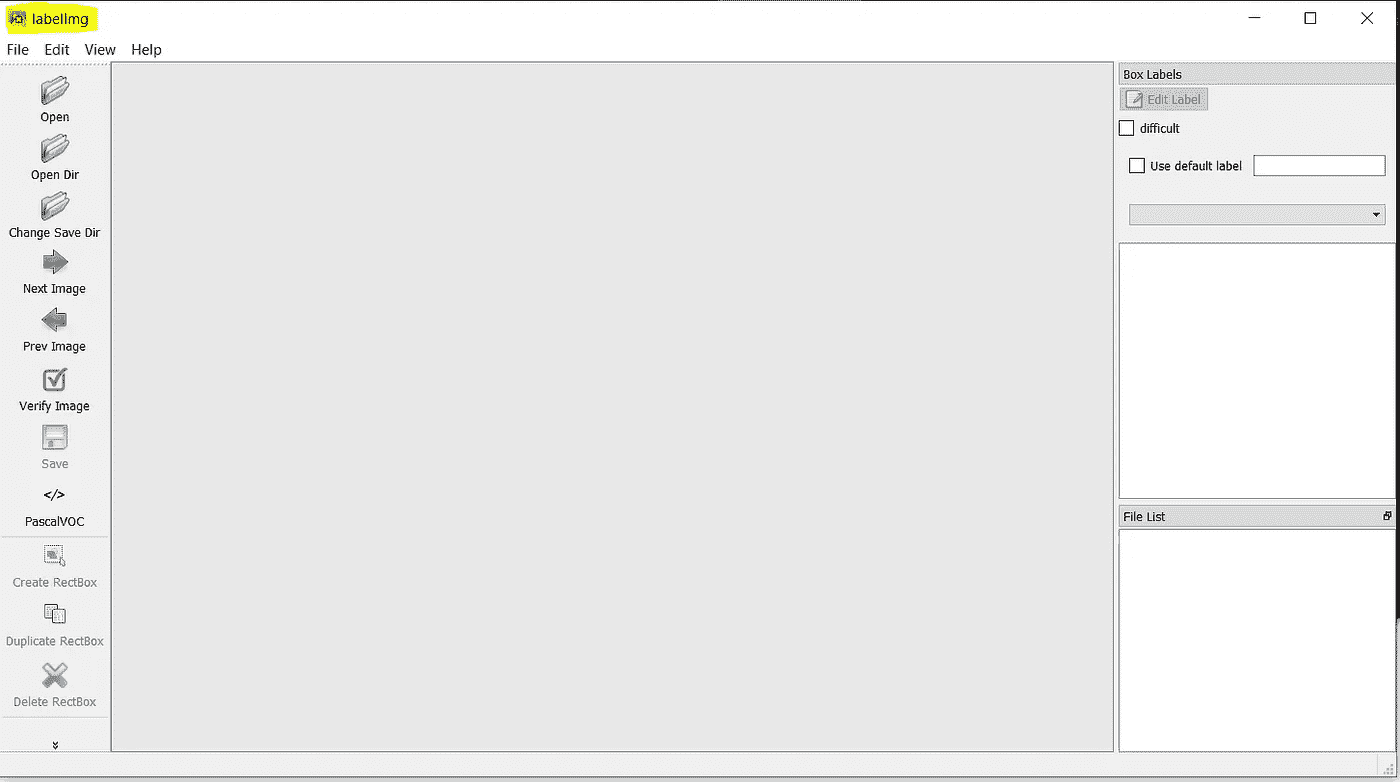 labelImg
File Edit View Help
Open
Open Dir
Change Save Dir
Next Image
Prev Image
Verify Image
Save
</>
PascalVOC
Create RectBox
Duplicate RectBox
Delete RectBox
Box Labels
Edit Label
difficult
Use default label
File List